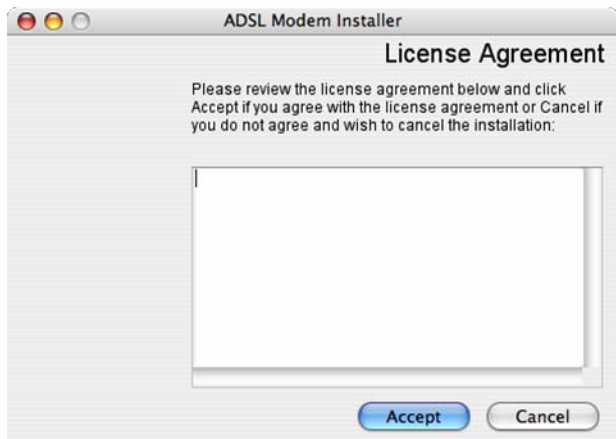 ADSL Modem Installer
License Agreement
Please review the license agreement below and click
Accept if you agree with the license agreement or Cancel if
you do not agree and wish to cancel the installation:
Accept
Cancel